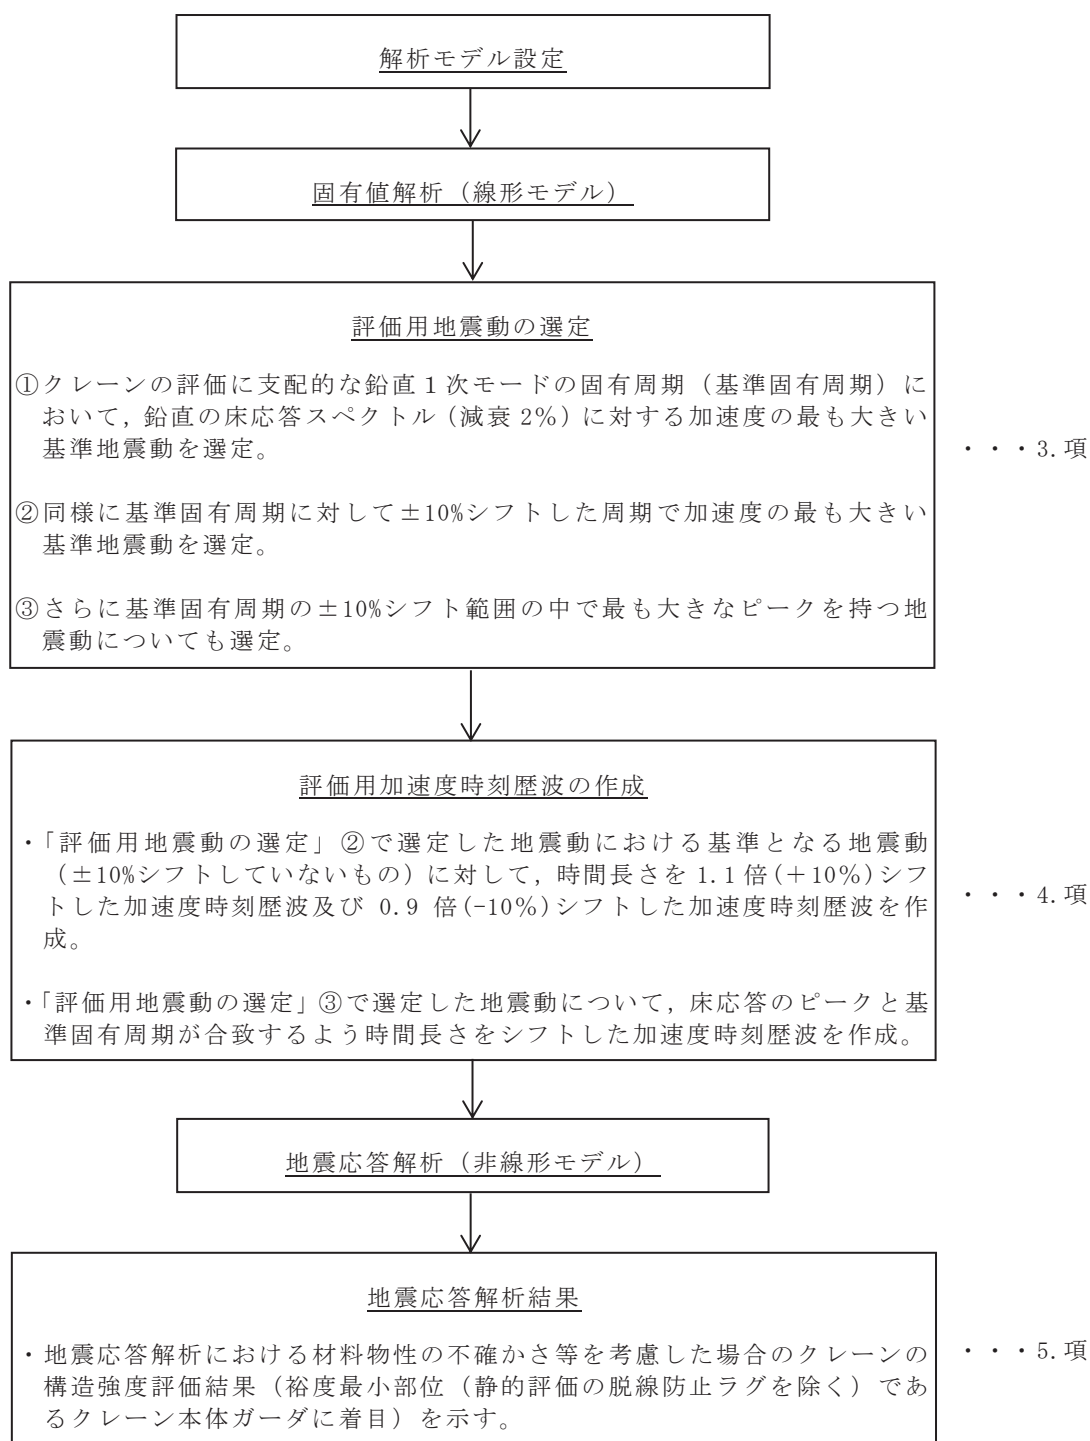 解析モデル設定
固有値解析（線形モデル）
評価用地震動の選定
①クレーンの評価に支配的な鉛直１次モードの固有周期（基準固有周期）に
おいて,鉛直の床応答スペクトル（減衰 2%）に対する加速度の最も大きい
基準地震動を選定。
②同様に基準固有周期に対して±10%シフトした周期で加速度の最も大きい
基準地震動を選定。
③さらに基準固有周期の±10%シフト範囲の中で最も大きなピークを持つ地
震動についても選定。
・・・3.項
評価用加速度時刻歴波の作成
・「評価用地震動の選定」②で選定した地震動における基準となる地震動
（±10%シフトしていないもの）に対して,時間長さを 1.1 倍(＋10%)シフ
トした加速度時刻歴波及び 0.9 倍(-10%)シフトした加速度時刻歴波を作
成。
・「評価用地震動の選定」③で選定した地震動について,床応答のピークと基
準固有周期が合致するよう時間長さをシフトした加速度時刻歴波を作成。
・・・4.項
地震応答解析（非線形モデル）
地震応答解析結果
・地震応答解析における材料物性の不確かさ等を考慮した場合のクレーンの
構造強度評価結果（裕度最小部位（静的評価の脱線防止ラグを除く）であ
るクレーン本体ガーダに着目）を示す。
・・・5.項